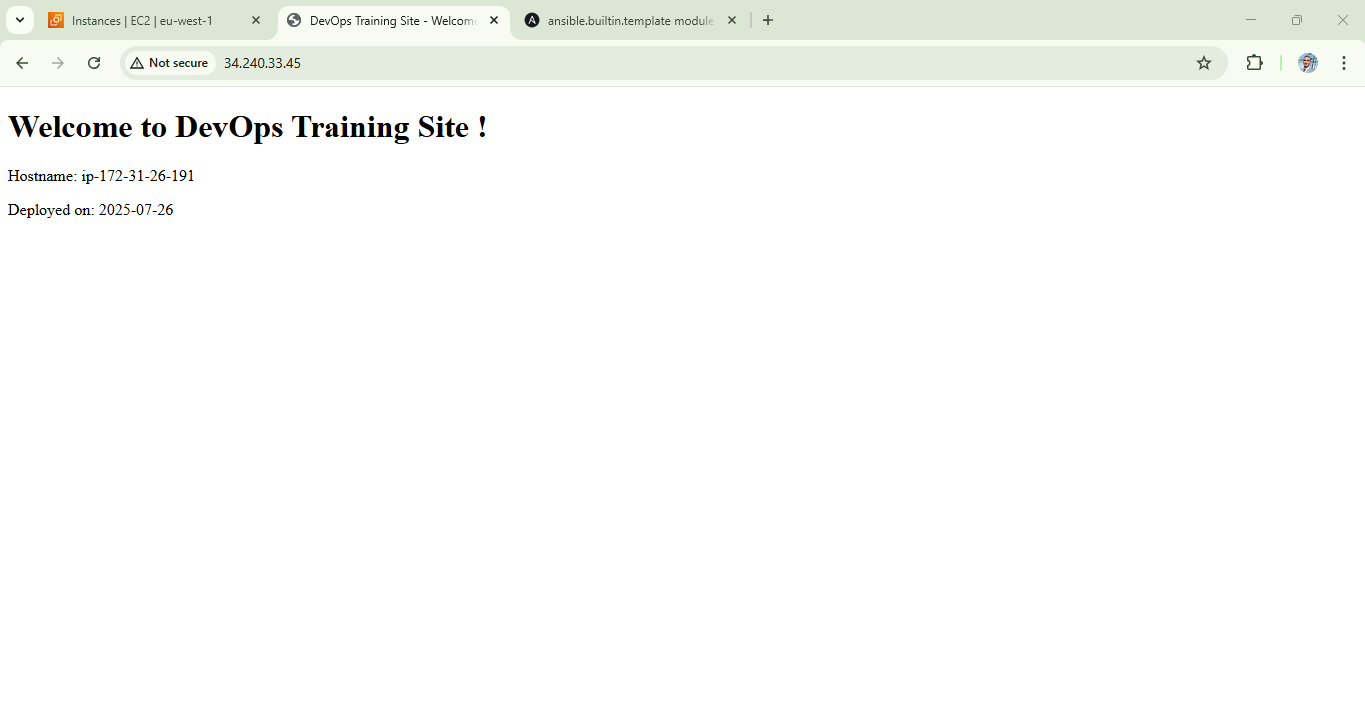 Instances | EC2 | eu-west-1
DevOps Training Site - Welcome
ansible.builtin.template module
Not secure
34.240.33.45
Welcome to DevOps Training Site !
Hostname: ip-172-31-26-191
Deployed on: 2025-07-26